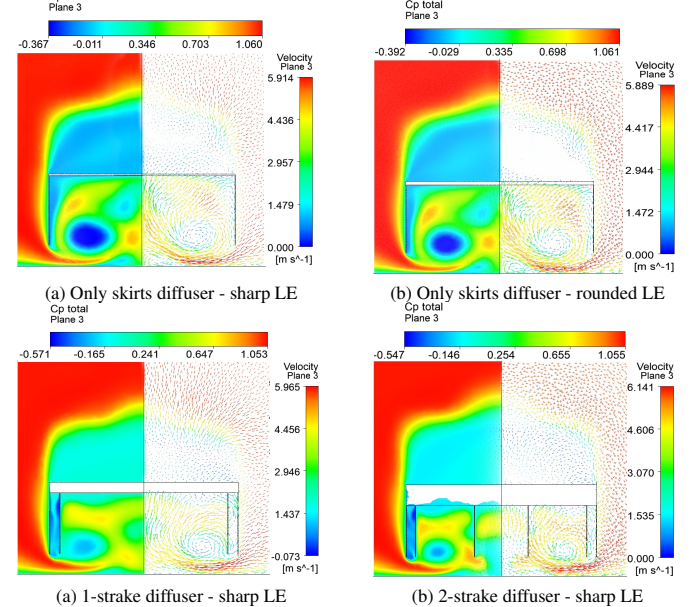 Plane 3
-0.367 -0.011 0.346 0.703 1.060
Velocity
Plane 3
5.914
4.436
2.957
1.479
0.000
[m s^-1]
(a) Only skirts diffuser - sharp LE
Cp total
Plane 3
-0.392 -0.029 0.335 0.698 1.061
Velocity
Plane 3
5.889
4.417
2.944
1.472
0.000
[m s^-1]
(b) Only skirts diffuser - rounded LE
Cp total
Plane 3
-0.571 -0.165 0.241 0.647 1.053
Velocity
Plane 3
5.965
4.456
2.946
1.437
-0.073
[m s^-1]
(a) 1-strake diffuser - sharp LE
Cp total
Plane 3
-0.547 -0.146 0.254 0.655 1.055
Velocity
Plane 3
6.141
4.606
3.070
1.535
0.000
[m s^-1]
(b) 2-strake diffuser - sharp LE